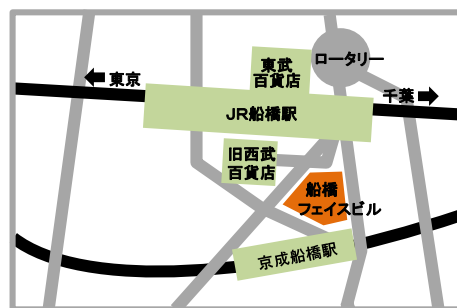 ロータリー
東武
百貨店
東京
千葉
JR船橋駅
旧西武
百貨店
船橋
フェイスビル
京成船橋駅